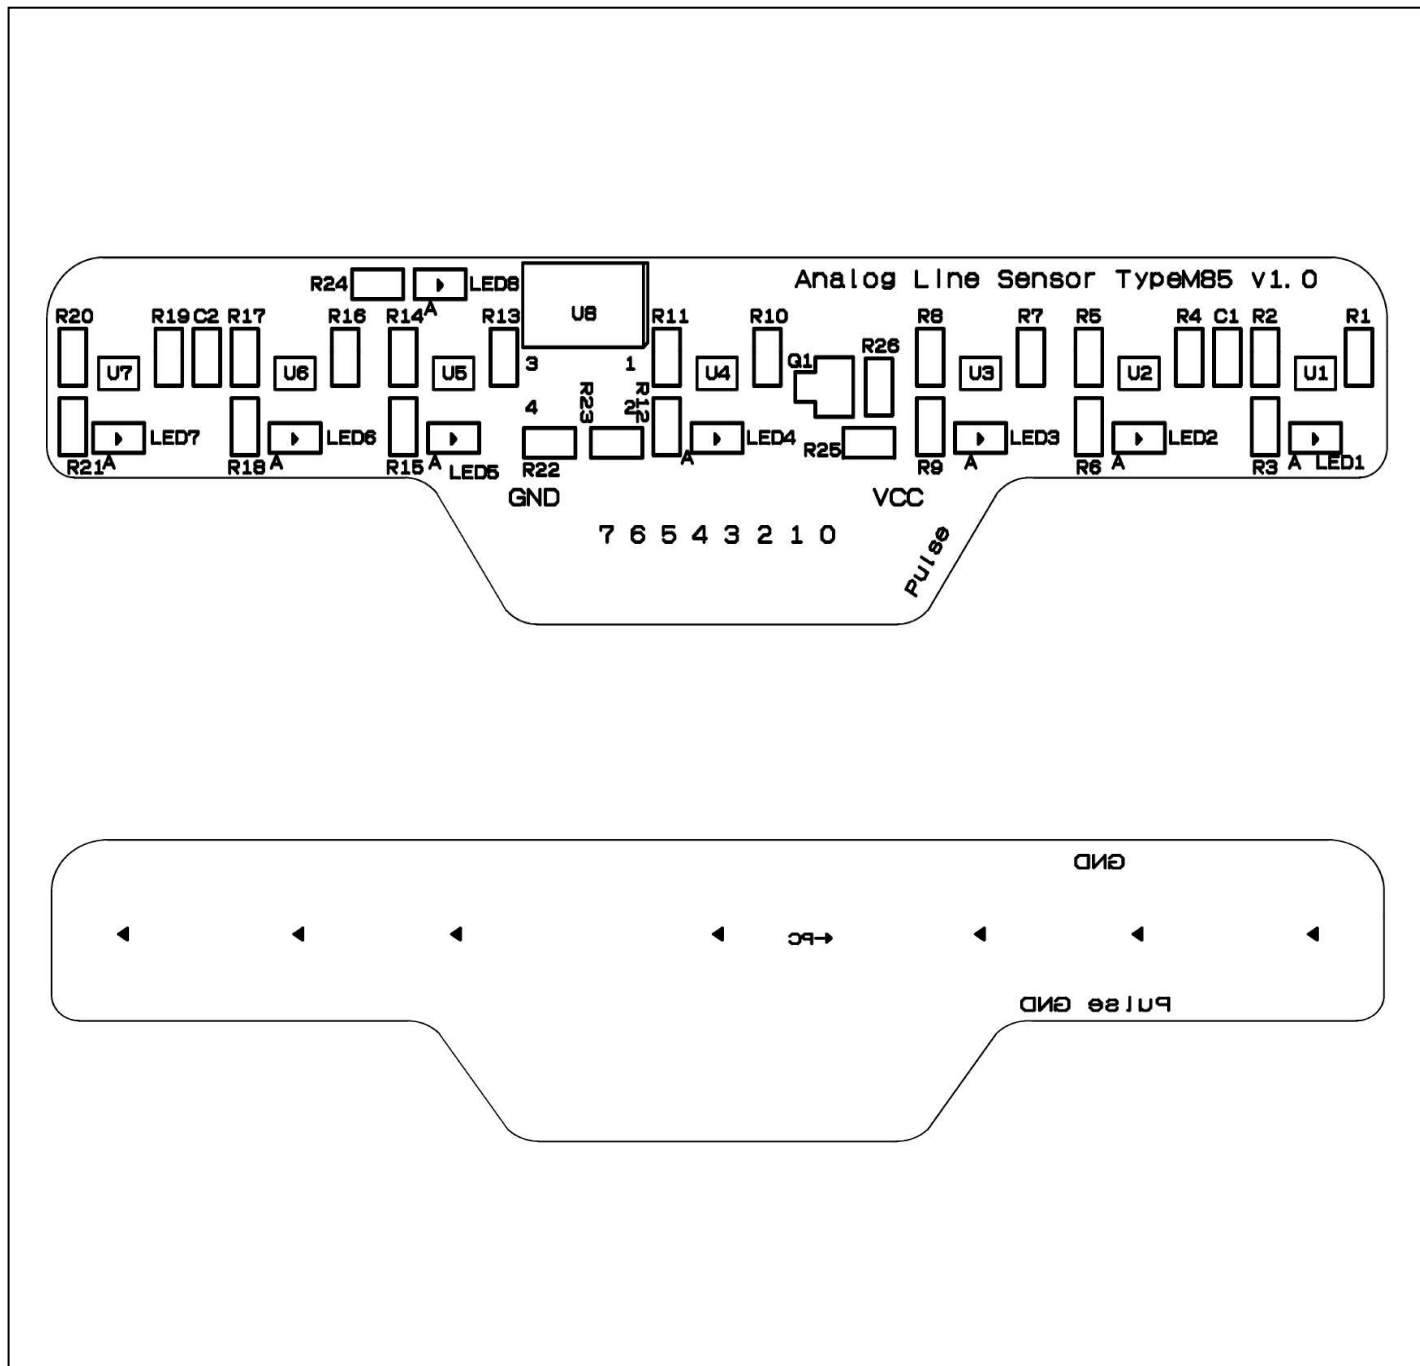 Analog Line Sensor TypeM85 v1.0
R24 LED8 U8
R20 R19 C2 R17 R16 R14 A R13 R11 R10 R8 R7 R5 R4 C1 R2 R1
U7 U6 U5 3 1 U4 Q1 R26 U3 U2 U1
4 R23 2 R12
LED7 LED6 LED4 LED3 LED2
R21 A R18 A R15 A LED5 R22 A R25 R9 A R6 A R3 A LED1
GND VCC
7 6 5 4 3 2 1 0
Pulse
GND
←PC
Pulse GND